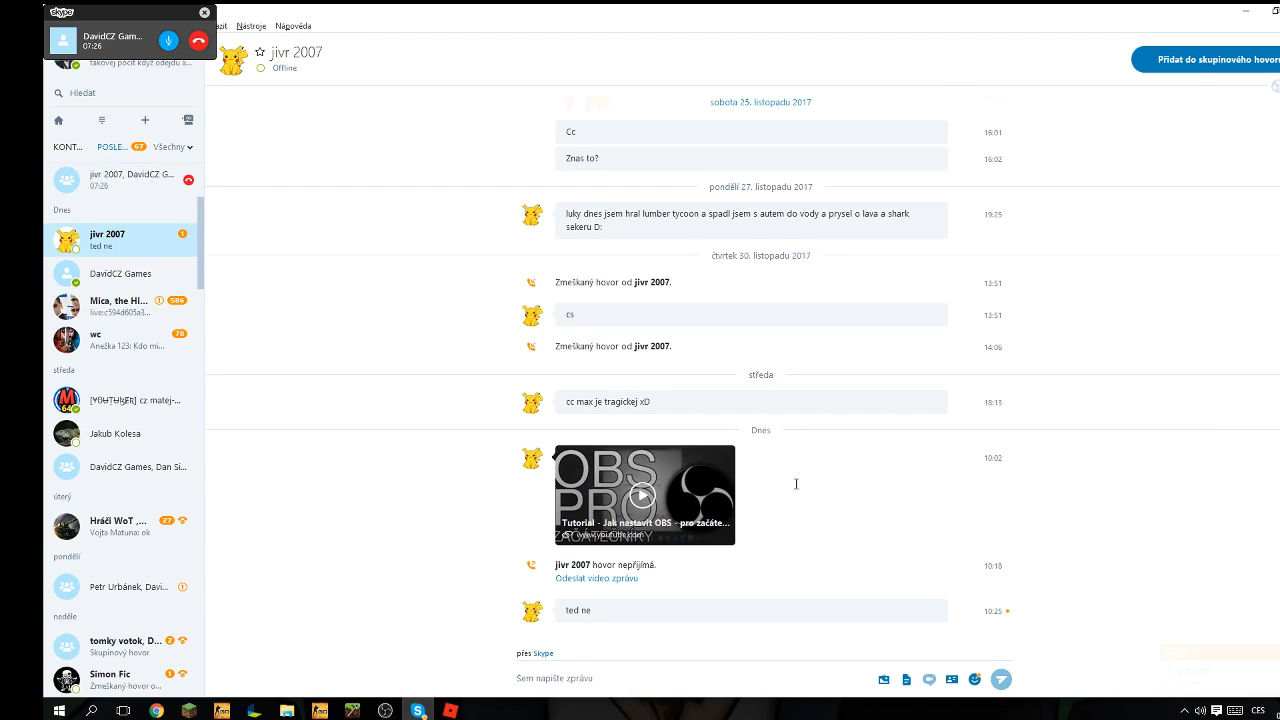 skype
DavidCZ Gam...
07:26
azit Nástroje Nápověda
takovej pocit když odejdu a...
Hledat
KONT... POSLE... 67 Všechny
jivr 2007, DavidCZ G...
07:26
Dnes
jivr 2007 1
ted ne
DavidCZ Games
Mica, the Hi... 586
live:c594d605a3...
wc 78
Anežka 123: Kdo mi...
středa
cz matej-...
Jakub Kolesa
DavidCZ Games, Dan Si...
úterý
Hráči WoT ,... 27
Vojta Matuna: ok
pondělí
Petr Urbánek, Davi...
neděle
tomky votok, D... 2
Skupinový hovor
Simon Fic 1
Zmeškaný hovor o...
jivr 2007
Offline
Přidat do skupinového hovoru
sobota 25. listopadu 2017
Cc 16:01
Znas to? 16:02
pondělí 27. listopadu 2017
luky dnes jsem hral lumber tycoon a spadl jsem s autem do vody a prysel o lava a shark 19:25
sekeru D:
čtvrtek 30. listopadu 2017
Zmeškaný hovor od jivr 2007. 13:51
cs 13:51
Zmeškaný hovor od jivr 2007. 14:06
středa
cc max je tragickej xD 18:13
Dnes
10:02
OBS
PRO
Tutorial - Jak nastavít OBS - pro začáte...
www.youtube.com
ZAČÁTEČNÍKY
jivr 2007 hovor nepřijímá. 10:18
Odeslat video zprávu
ted ne 10:25
přes Skype
Sem napište zprávu
CES